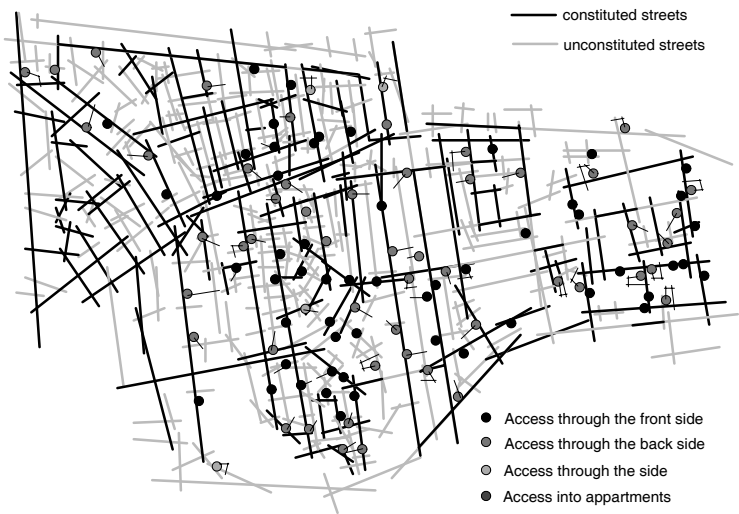 constituted streets
unconstituted streets
Access through the front side
Access through the back side
Access through the side
Access into appartments